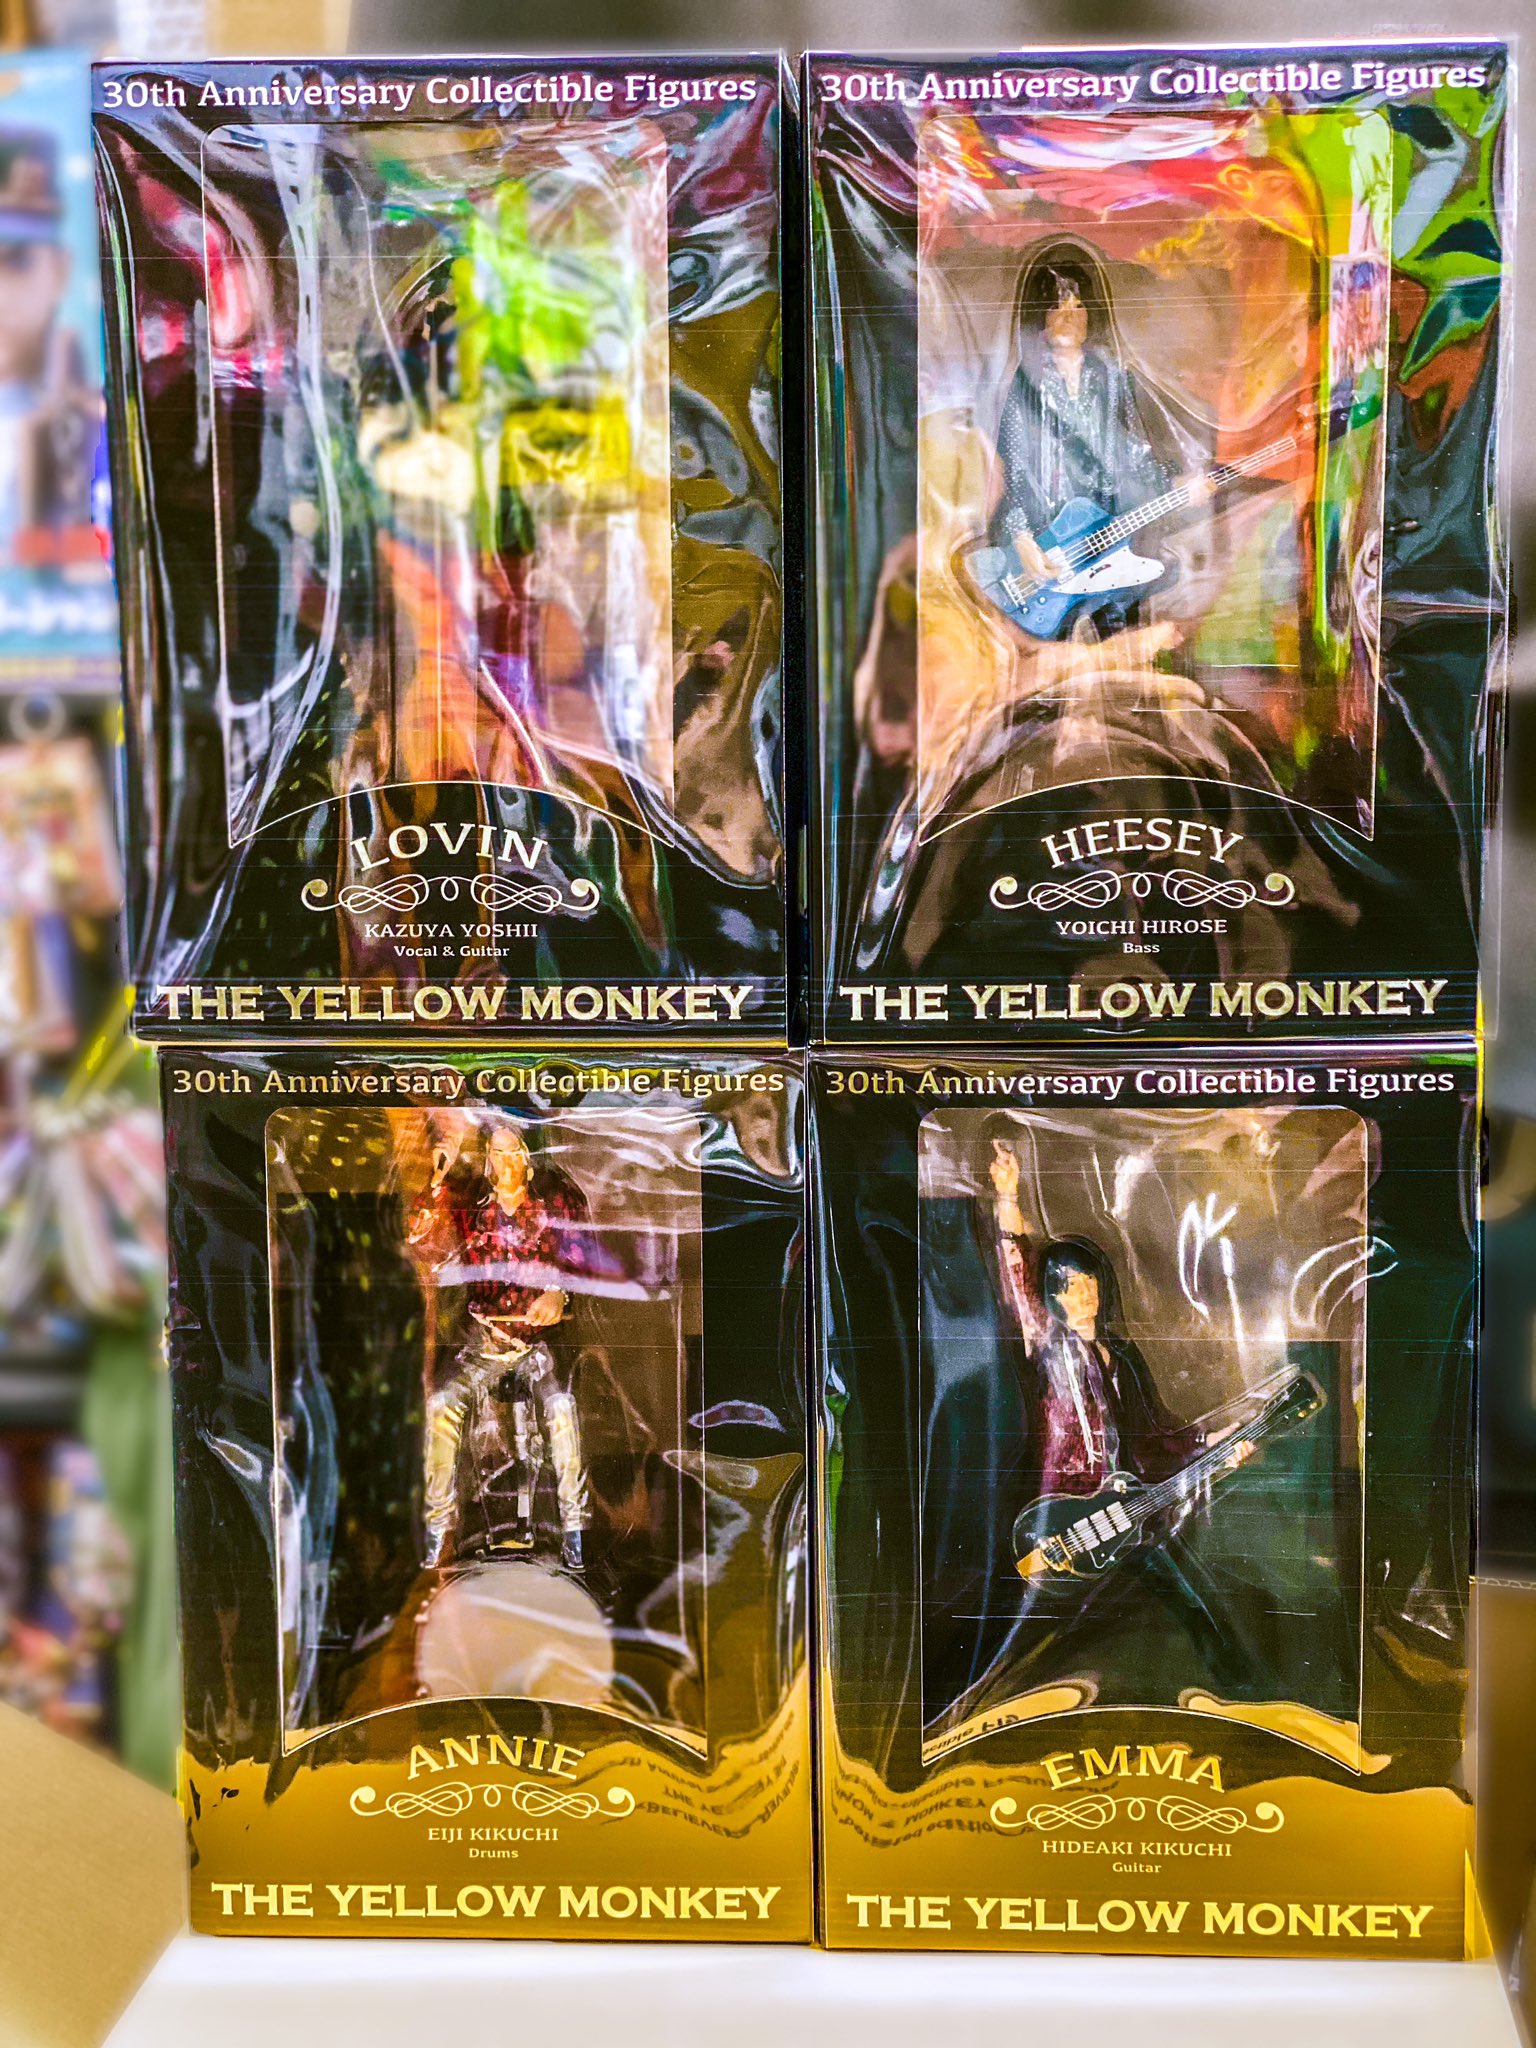 30th Anniversary Collectible Figures
LOVIN
KAZUYA YOSHII
Vocal & Guitar
THE YELLOW MONKEY
30th Anniversary Collectible Figures
HEESEY
YOICHI HIROSE
Bass
THE YELLOW MONKEY
30th Anniversary Collectible Figures
ANNIE
EIJI KIKUCHI
Drums
THE YELLOW MONKEY
30th Anniversary Collectible Figures
EMMA
HIDEAKI KIKUCHI
Guitar
THE YELLOW MONKEY